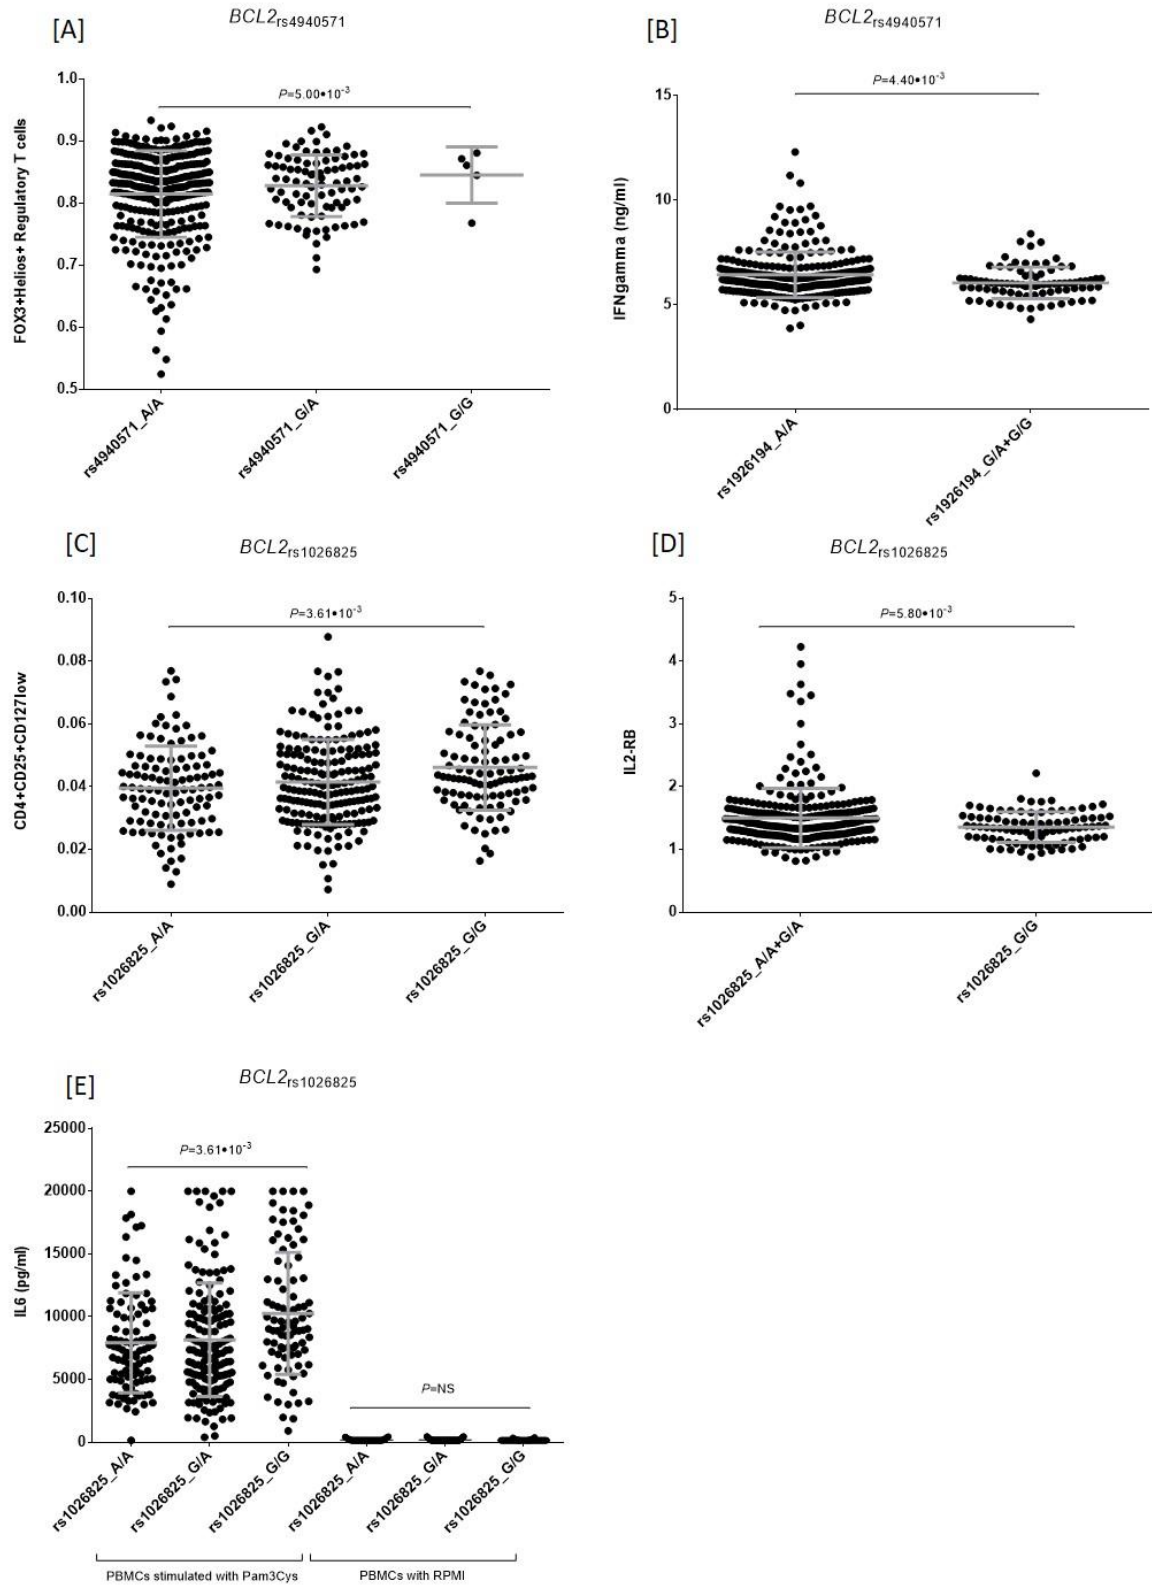 [A]
BCL2rs4940571
P=5.00•10-3
FOX3+Helios+ Regulatory T cells
1.0
0.9
0.8
0.7
0.6
0.5
rs4940571_A/A
rs4940571_G/A
rs4940571_G/G
[B]
BCL2rs4940571
P=4.40•10-3
IFNgamma (ng/ml)
15
10
5
0
rs1926194_A/A
rs1926194_G/A+G/G
[C]
BCL2rs1026825
P=3.61•10-3
CD4+CD25+CD127low
0.10
0.08
0.06
0.04
0.02
0.00
rs1026825_A/A
rs1026825_G/A
rs1026825_G/G
[D]
BCL2rs1026825
P=5.80•10-3
IL2-RB
5
4
3
2
1
0
rs1026825_A/A+G/A
rs1026825_G/G
[E]
BCL2rs1026825
P=3.61•10-3
IL6 (pg/ml)
25000
20000
15000
10000
5000
0
P=NS
rs1026825_A/A
rs1026825_G/A
rs1026825_G/G
rs1026825_A/A
rs1026825_G/A
rs1026825_G/G
PBMCs stimulated with Pam3Cys
PBMCs with RPMI